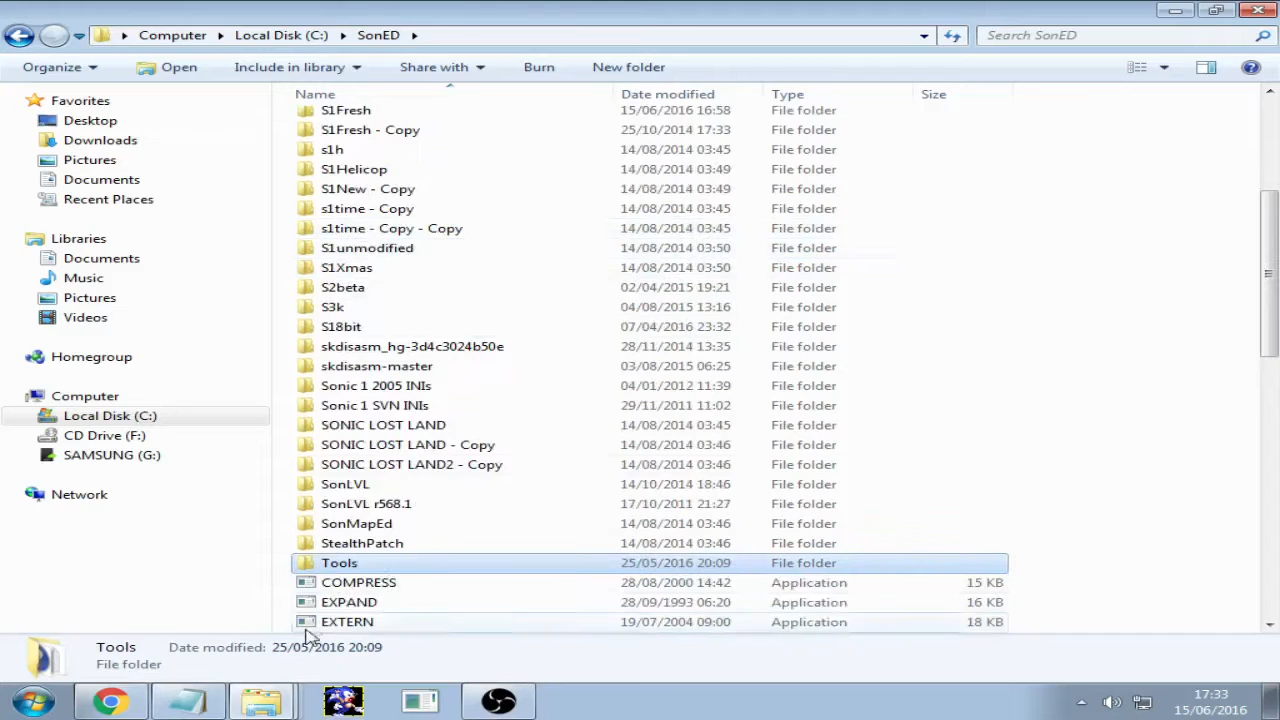 Computer Local Disk (C:) SonED Search SonED
Organize Open Include in library Share with Burn New folder
Name Date modified Type Size
Favorites
Desktop
Downloads
Pictures
Documents
Recent Places
Libraries
Documents
Music
Pictures
Videos
Homegroup
Computer
Local Disk (C:)
CD Drive (F:)
SAMSUNG (G:)
Network
S1Fresh 15/06/2016 16:58 File folder
S1Fresh - Copy 25/10/2014 17:33 File folder
s1h 14/08/2014 03:45 File folder
S1Helicop 14/08/2014 03:49 File folder
S1New - Copy 14/08/2014 03:49 File folder
s1time - Copy 14/08/2014 03:45 File folder
s1time - Copy - Copy 14/08/2014 03:45 File folder
S1unmodified 14/08/2014 03:50 File folder
S1Xmas 14/08/2014 03:50 File folder
S2beta 02/04/2015 19:21 File folder
S3k 04/08/2015 13:16 File folder
S18bit 07/04/2016 23:32 File folder
skdisasm_hg-3d4c3024b50e 28/11/2014 13:35 File folder
skdisasm-master 03/08/2015 06:25 File folder
Sonic 1 2005 INIs 04/01/2012 11:39 File folder
Sonic 1 SVN INIs 29/11/2011 11:02 File folder
SONIC LOST LAND 14/08/2014 03:45 File folder
SONIC LOST LAND - Copy 14/08/2014 03:46 File folder
SONIC LOST LAND2 - Copy 14/08/2014 03:46 File folder
SonLVL 14/10/2014 18:46 File folder
SonLVL r568.1 17/10/2011 21:27 File folder
SonMapEd 14/08/2014 03:46 File folder
StealthPatch 14/08/2014 03:46 File folder
Tools 25/05/2016 20:09 File folder
COMPRESS 28/08/2000 14:42 Application 15 KB
EXPAND 28/09/1993 06:20 Application 16 KB
EXTERN 19/07/2004 09:00 Application 18 KB
Tools Date modified: 25/05/2016 20:09
File folder
17:33
15/06/2016